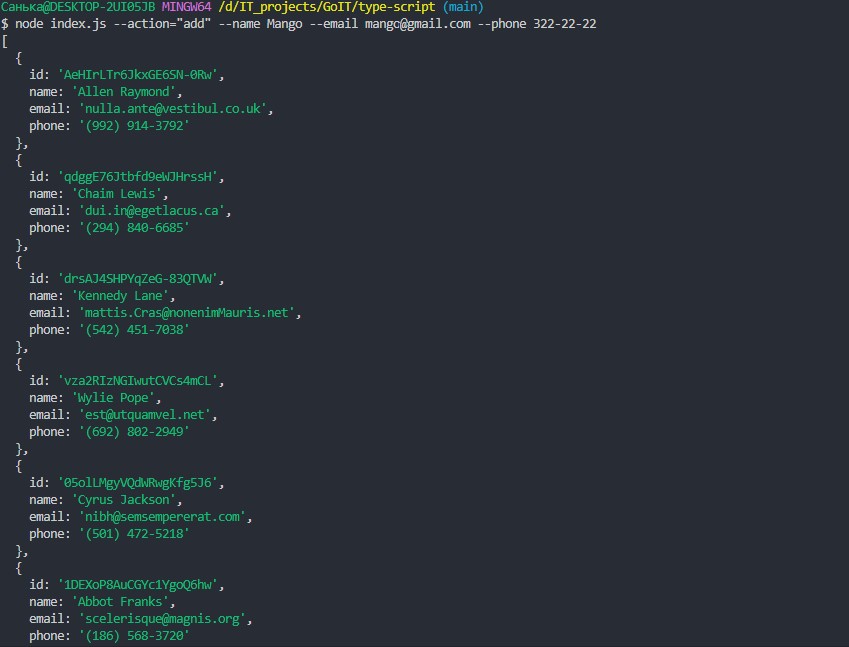 Санька@DESKTOP-2UI05JB MINGW64 /d/IT_projects/GoIT/type-script (main)
$ node index.js --action="add" --name Mango --email mango@gmail.com --phone 322-22-22
[
  {
    id: 'AeHIrLTr6JkxGE6SN-0Rw',
    name: 'Allen Raymond',
    email: 'nulla.ante@vestibul.co.uk',
    phone: '(992) 914-3792'
  },
  {
    id: 'qdggE76Jtbfd9eWJHrssH',
    name: 'Chaim Lewis',
    email: 'dui.in@egetlacus.ca',
    phone: '(294) 840-6685'
  },
  {
    id: 'drsAJ4SHPYqZeG-83QTVW',
    name: 'Kennedy Lane',
    email: 'mattis.Cras@nonenimMauris.net',
    phone: '(542) 451-7038'
  },
  {
    id: 'vza2RIzNGIwutCVCs4mCL',
    name: 'Wylie Pope',
    email: 'est@utquamvel.net',
    phone: '(692) 802-2949'
  },
  {
    id: '05olLMgyVQdWRwgKfg5J6',
    name: 'Cyrus Jackson',
    email: 'nibh@semsempererat.com',
    phone: '(501) 472-5218'
  },
  {
    id: '1DEXoP8AuCGYc1YgoQ6hw',
    name: 'Abbot Franks',
    email: 'scelerisque@magnis.org',
    phone: '(186) 568-3720'